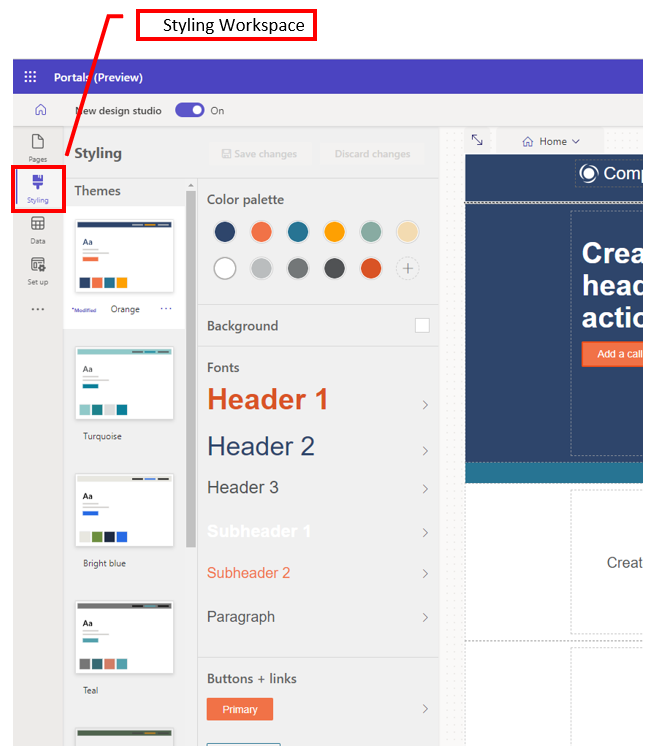 Styling Workspace
Portals (Preview)
New design studio
On
Pages
Styling
Data
Set up
Styling
Save changes
Discard changes
Home
Themes
Aa
*Modified
Orange
Aa
Turquoise
Aa
Bright blue
Aa
Teal
Color palette
Background
Fonts
Header 1
Header 2
Header 3
Subheader 1
Subheader 2
Paragraph
Buttons + links
Primary
Comp
Crea
head
actio
Add a call
Creat